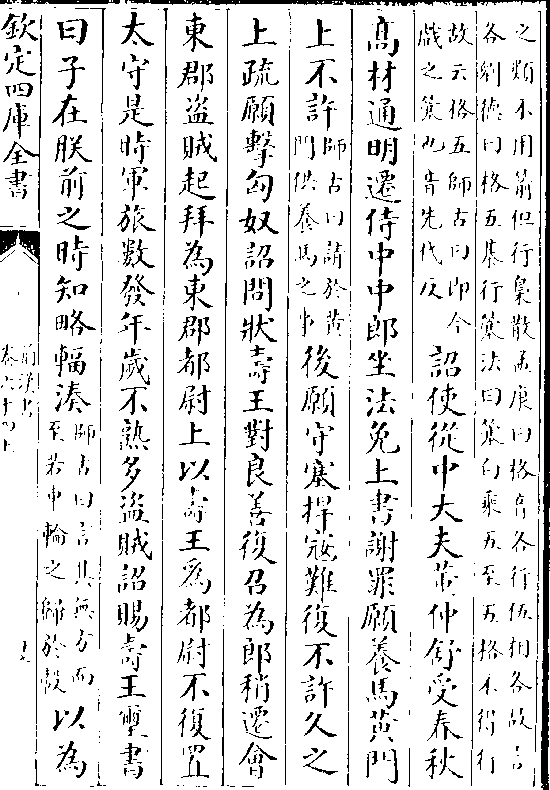 之類不用箭但行梟散孟康曰格音各行伍相各故言
各劉德曰格五棊行簺法曰簺白乘五至五格不得行
故云格五師古曰即今
戲之簺也音先代反
詔使從中大夫董仲舒受春秋
髙材通明遷侍中中郎坐法免上書謝罪願養馬黄門
上不許
師古曰請於黄
門供養馬之事
後願守塞捍寇難復不許久之
上疏願擊匈奴詔問狀壽王對良善復召為郎稍遷會
東郡盗賊起拜為東郡都尉上以壽王為都尉不復置
太守是時軍旅數發年歲不熟多盗賊詔賜壽王璽書
曰子在朕前之時知略輻湊
師古曰言其無方而
至若車輪之歸於轂
以為
欽定四庫全書
前漢書
卷六十四上